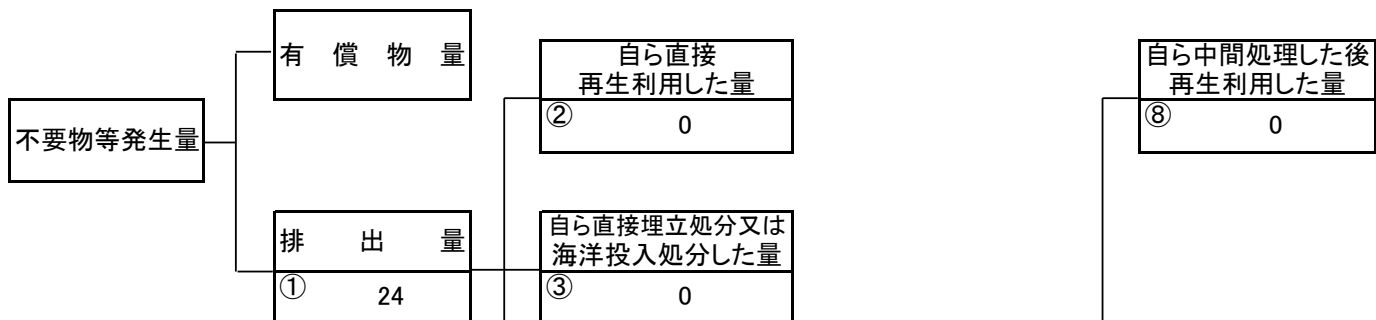 有償物量
自ら直接
再生利用した量
② 0
自ら中間処理した後
再生利用した量
⑧ 0
不要物等発生量
排出量
① 24
自ら直接埋立処分又は
海洋投入処分した量
③ 0